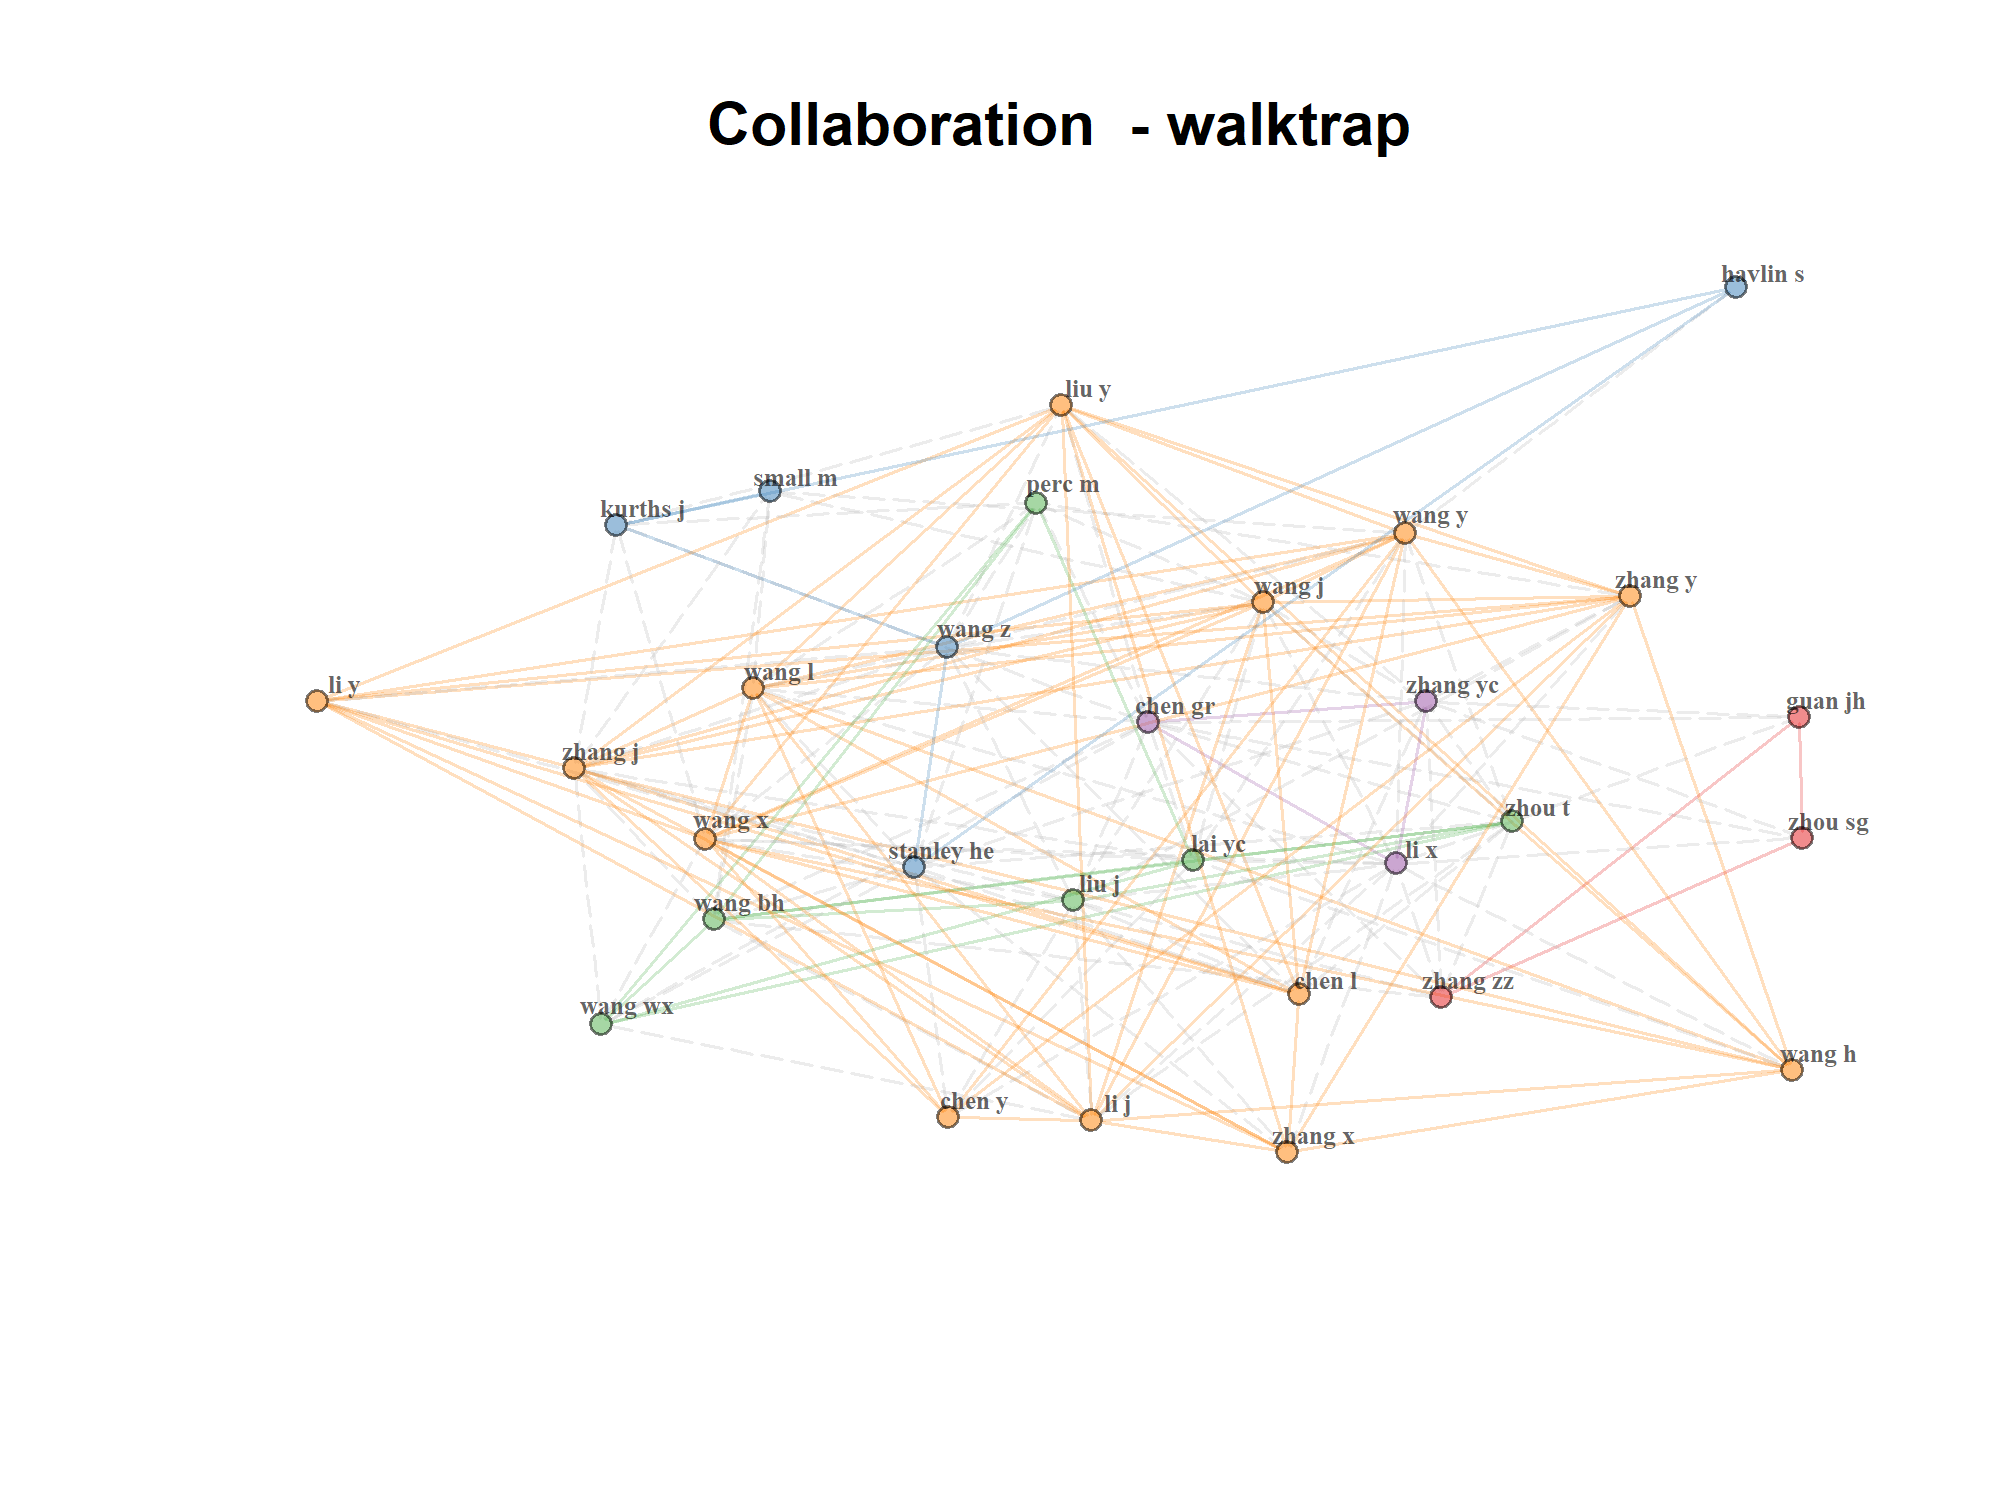 Collaboration  - walktrap
havlin s
liu y
small m
perc m
kurths j
wang y
wang j
zhang y
wang z
wang l
li y
zhang yc
guan jh
chen gr
zhang j
wang x
zhou t
zhou sg
stanley he
lai yc
li x
liu j
wang bh
chen l
zhang zz
wang wx
wang h
chen y
li j
zhang x